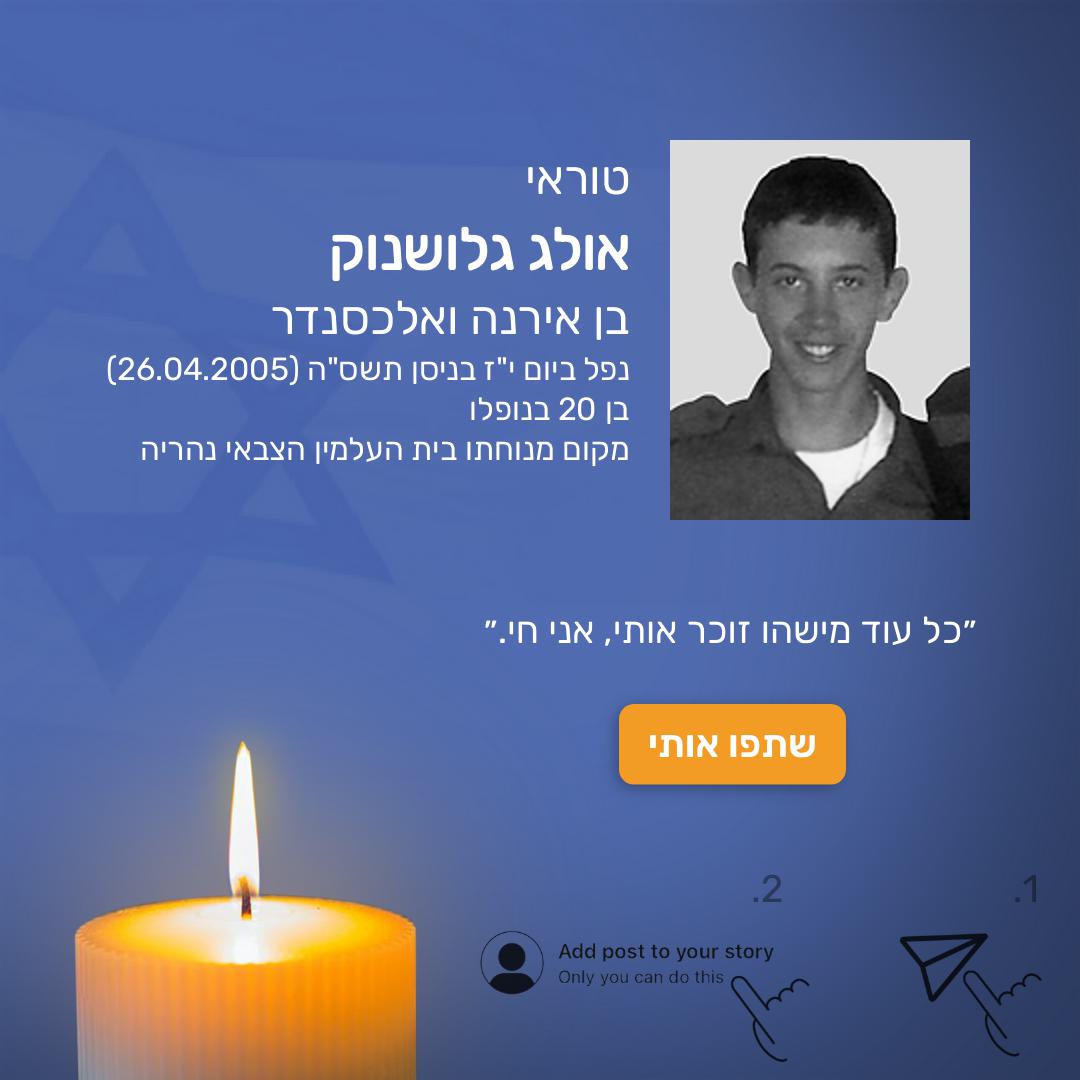 טוראי
אולג גלושנוק
בן אירנה ואלכסנדר
נפל ביום י"ז בניסן תשס"ה (26.04.2005)
בן 20 בנופלו
מקום מנוחתו בית העלמין הצבאי נהריה
״כל עוד מישהו זוכר אותי, אני חי.״
שתפו אותי
1.
2.
Add post to your story
Only you can do this